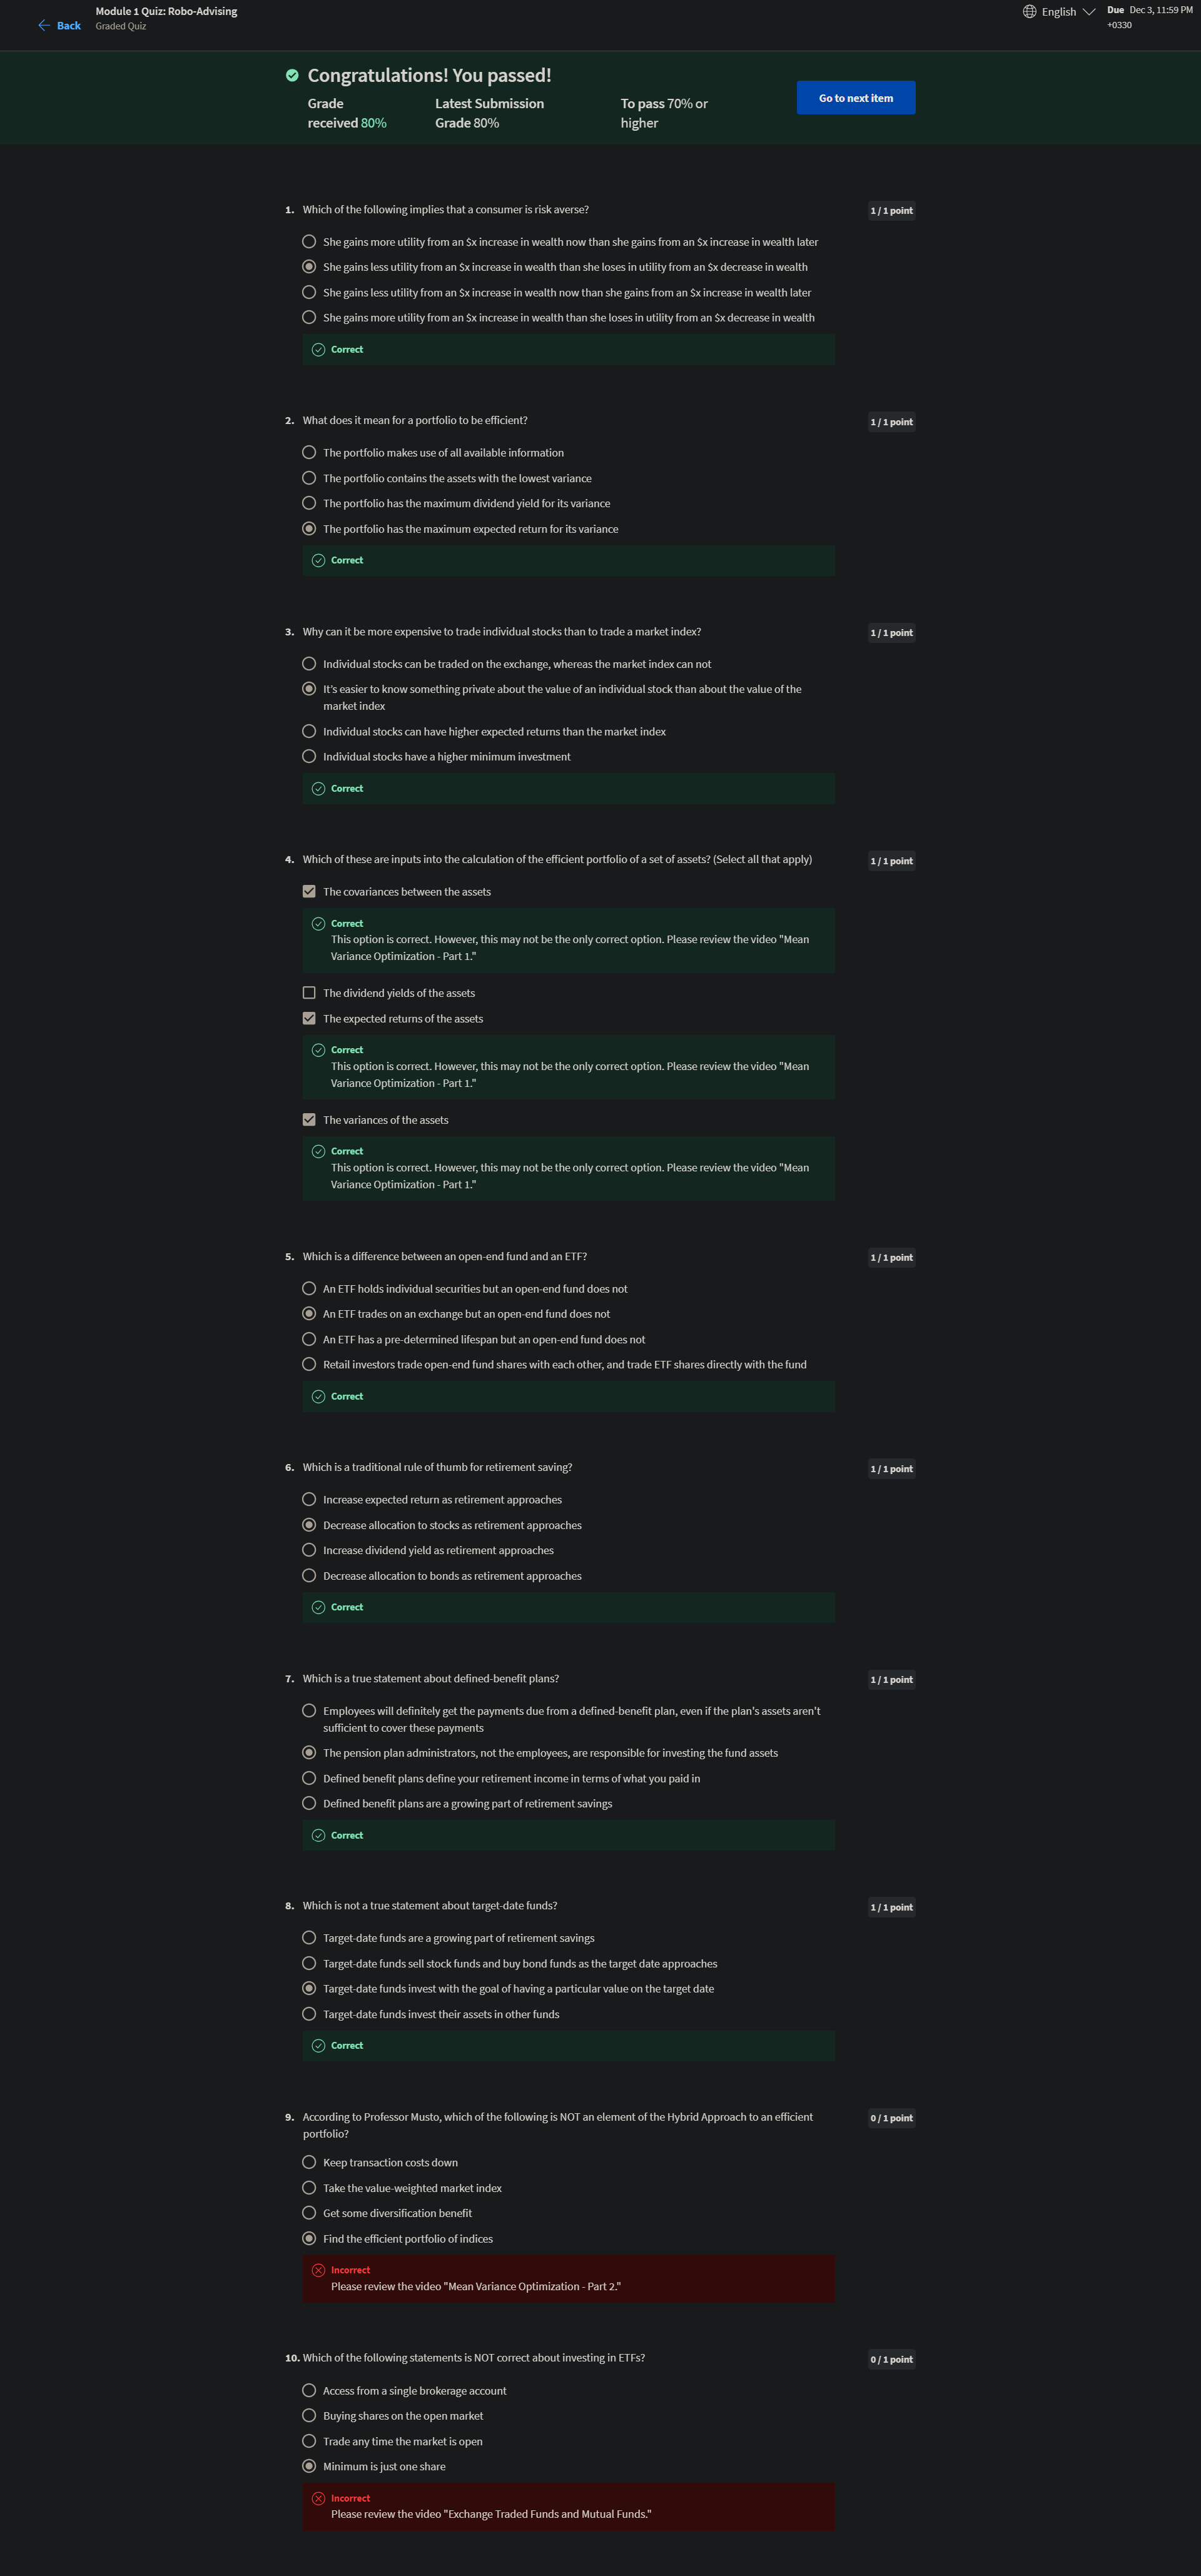 Back
Module 1 Quiz: Robo-Advising
Graded Quiz
English
Due Dec 3, 11:59 PM
+0330
Congratulations! You passed!
Grade
received 80%
Latest Submission
Grade 80%
To pass 70% or
higher
Go to next item
1. Which of the following implies that a consumer is risk averse?
1 / 1 point
She gains more utility from an $x increase in wealth now than she gains from an $x increase in wealth later
She gains less utility from an $x increase in wealth than she loses in utility from an $x decrease in wealth
She gains less utility from an $x increase in wealth now than she gains from an $x increase in wealth later
She gains more utility from an $x increase in wealth than she loses in utility from an $x decrease in wealth
Correct
2. What does it mean for a portfolio to be efficient?
1 / 1 point
The portfolio makes use of all available information
The portfolio contains the assets with the lowest variance
The portfolio has the maximum dividend yield for its variance
The portfolio has the maximum expected return for its variance
Correct
3. Why can it be more expensive to trade individual stocks than to trade a market index?
1 / 1 point
Individual stocks can be traded on the exchange, whereas the market index can not
It’s easier to know something private about the value of an individual stock than about the value of the
market index
Individual stocks can have higher expected returns than the market index
Individual stocks have a higher minimum investment
Correct
4. Which of these are inputs into the calculation of the efficient portfolio of a set of assets? (Select all that apply)
1 / 1 point
The covariances between the assets
Correct
This option is correct. However, this may not be the only correct option. Please review the video "Mean
Variance Optimization - Part 1."
The dividend yields of the assets
The expected returns of the assets
Correct
This option is correct. However, this may not be the only correct option. Please review the video "Mean
Variance Optimization - Part 1."
The variances of the assets
Correct
This option is correct. However, this may not be the only correct option. Please review the video "Mean
Variance Optimization - Part 1."
5. Which is a difference between an open-end fund and an ETF?
1 / 1 point
An ETF holds individual securities but an open-end fund does not
An ETF trades on an exchange but an open-end fund does not
An ETF has a pre-determined lifespan but an open-end fund does not
Retail investors trade open-end fund shares with each other, and trade ETF shares directly with the fund
Correct
6. Which is a traditional rule of thumb for retirement saving?
1 / 1 point
Increase expected return as retirement approaches
Decrease allocation to stocks as retirement approaches
Increase dividend yield as retirement approaches
Decrease allocation to bonds as retirement approaches
Correct
7. Which is a true statement about defined-benefit plans?
1 / 1 point
Employees will definitely get the payments due from a defined-benefit plan, even if the plan's assets aren't
sufficient to cover these payments
The pension plan administrators, not the employees, are responsible for investing the fund assets
Defined benefit plans define your retirement income in terms of what you paid in
Defined benefit plans are a growing part of retirement savings
Correct
8. Which is not a true statement about target-date funds?
1 / 1 point
Target-date funds are a growing part of retirement savings
Target-date funds sell stock funds and buy bond funds as the target date approaches
Target-date funds invest with the goal of having a particular value on the target date
Target-date funds invest their assets in other funds
Correct
9. According to Professor Musto, which of the following is NOT an element of the Hybrid Approach to an efficient
portfolio?
0 / 1 point
Keep transaction costs down
Take the value-weighted market index
Get some diversification benefit
Find the efficient portfolio of indices
Incorrect
Please review the video "Mean Variance Optimization - Part 2."
10. Which of the following statements is NOT correct about investing in ETFs?
0 / 1 point
Access from a single brokerage account
Buying shares on the open market
Trade any time the market is open
Minimum is just one share
Incorrect
Please review the video "Exchange Traded Funds and Mutual Funds."